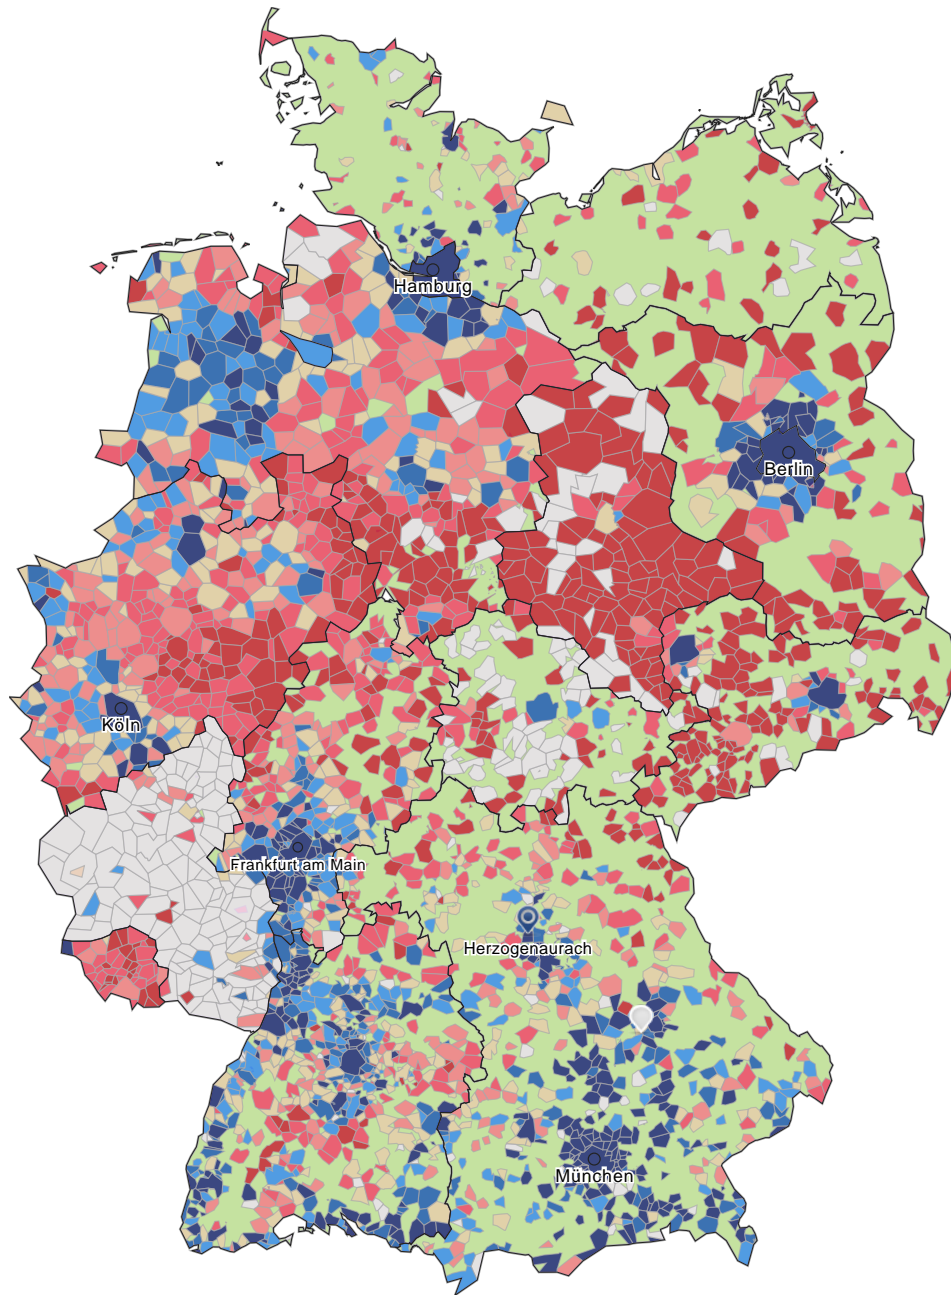 Hamburg
Berlin
Köln
Frankfurt am Main
Herzogenaurach
München